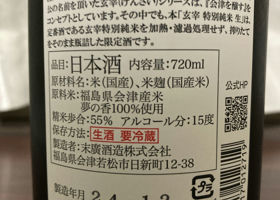 公の名前を頂いた玄宰(げんさい)シリーズは、『会津を醸す』を
コンセプトとしています。その中でも、本「玄宰 特別純米 生」は、
定番酒である玄宰特別純米を加熱・濾過処理せず、搾りたてを
そのまま瓶詰した限定酒です。
品目:日本酒 内容量:720ml
原材料:米(国産)、米麹(国産米)
原料米:福島県会津産米
夢の香100%使用
精米歩合:55% アルコール分:15度
保存方法:生酒 要冷蔵
製造者:末廣酒造株式会社
福島県会津若松市日新町12-38
製造年月
公式HP